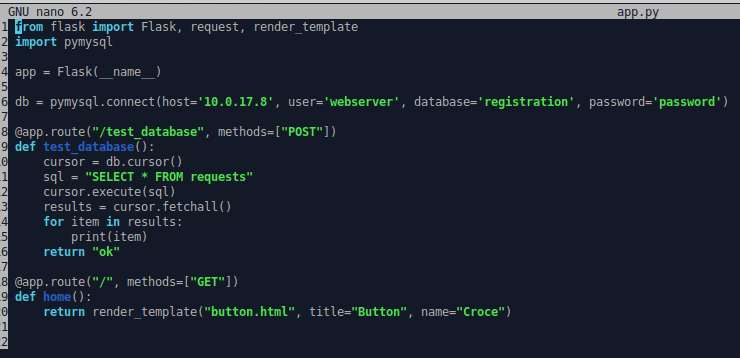 GNU nano 6.2 app.py
1 from flask import Flask, request, render_template
2 import pymysql
3
4 app = Flask(__name__)
5
6 db = pymysql.connect(host='10.0.17.8', user='webserver', database='registration', password='password')
7
8 @app.route("/test_database", methods=["POST"])
9 def test_database():
0     cursor = db.cursor()
1     sql = "SELECT * FROM requests"
2     cursor.execute(sql)
3     results = cursor.fetchall()
4     for item in results:
5         print(item)
6     return "ok"
7
8 @app.route("/", methods=["GET"])
9 def home():
0     return render_template("button.html", title="Button", name="Croce")
1
2